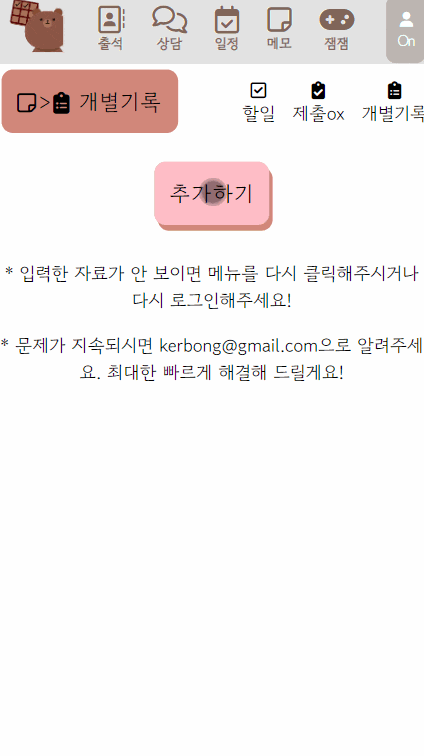 출석 상담 일정 메모 잼잼 On
> 개별기록
할일 제출ox 개별기록
추가하기
* 입력한 자료가 안 보이면 메뉴를 다시 클릭해주시거나
다시 로그인해주세요!
* 문제가 지속되시면 kerbong@gmail.com으로 알려주세
요. 최대한 빠르게 해결해 드릴게요!